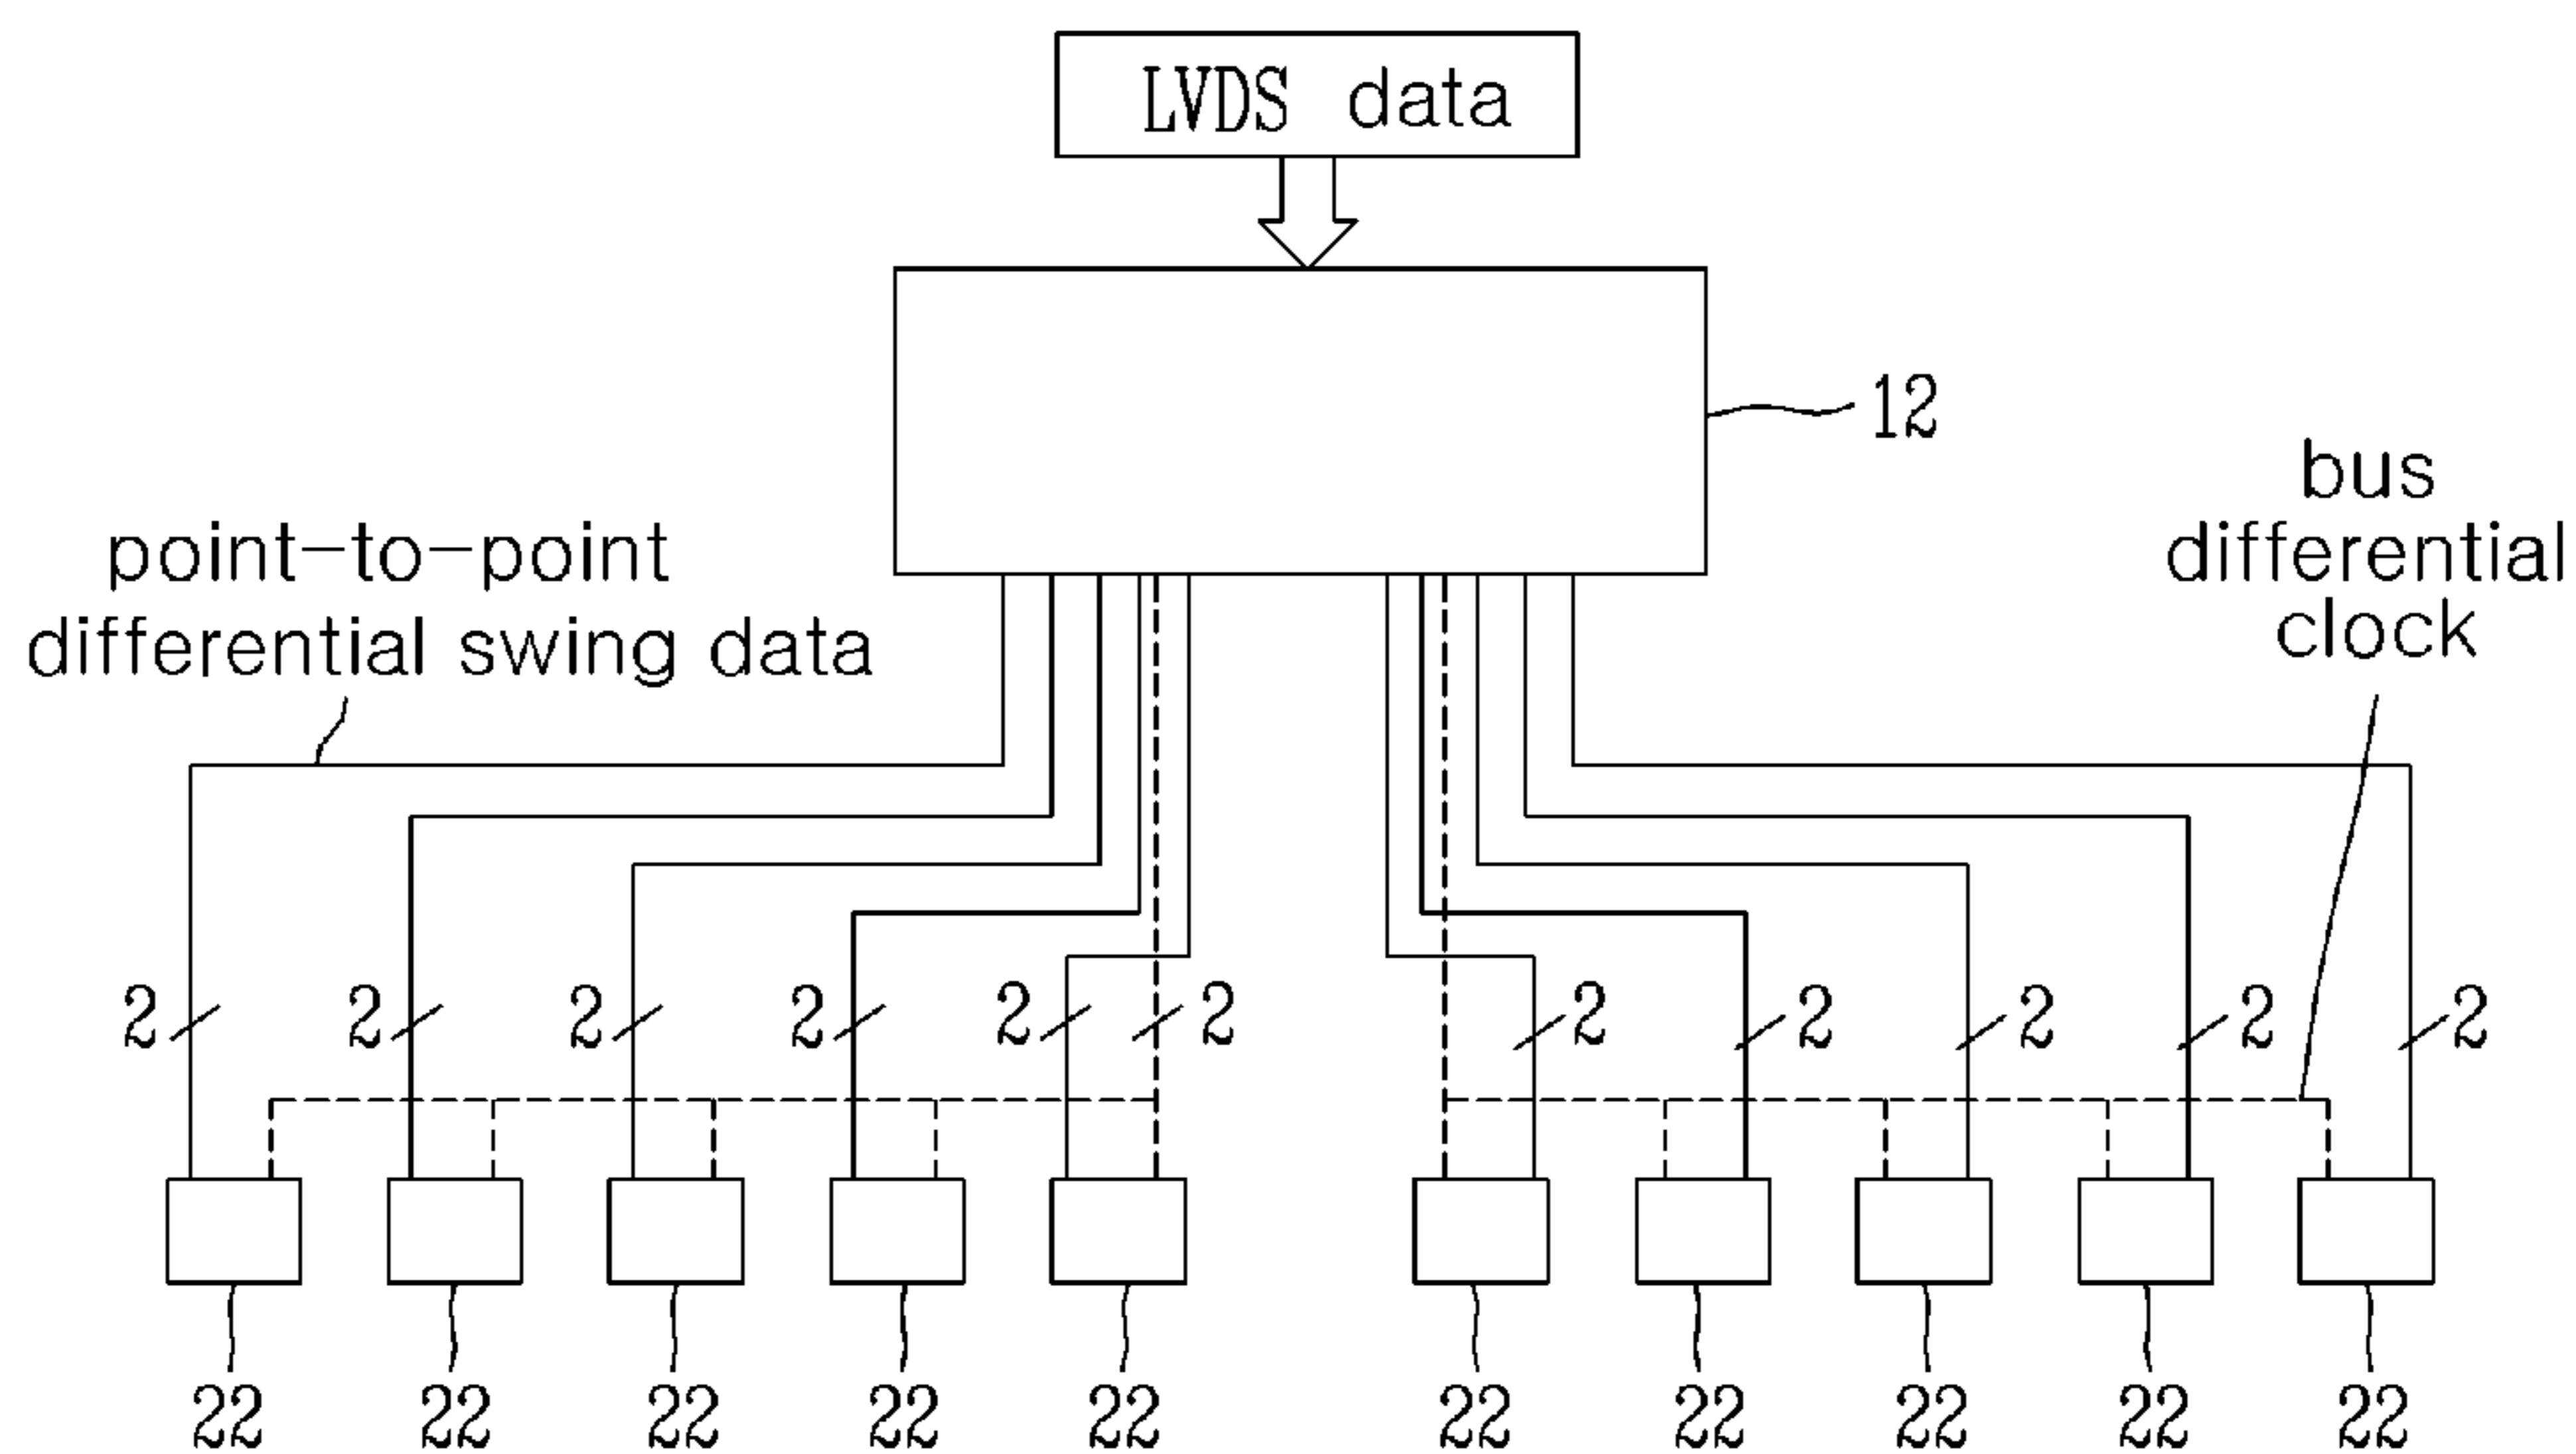 LVDS data
12
bus
differential
clock
point-to-point
differential swing data
2 2 2 2 2 2 2 2 2 2 2
22 22 22 22 22 22 22 22 22 22